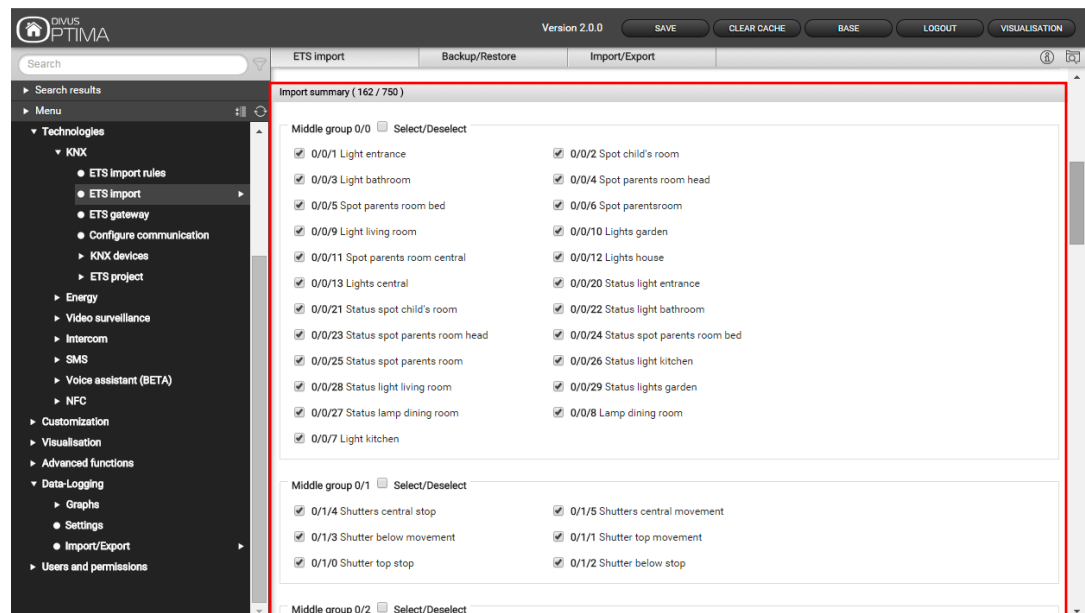 DIVUS
OPTIMA
Version 2.0.0
SAVE
CLEAR CACHE
BASE
LOGOUT
VISUALISATION
Search
ETS import
Backup/Restore
Import/Export
Search results
Menu
Technologies
KNX
ETS import rules
ETS import
ETS gateway
Configure communication
KNX devices
ETS project
Energy
Video surveillance
Intercom
SMS
Voice assistant (BETA)
NFC
Customization
Visualisation
Advanced functions
Data-Logging
Graphs
Settings
Import/Export
Users and permissions
Import summary ( 162 / 750 )
Middle group 0/0 Select/Deselect
0/0/1 Light entrance
0/0/2 Spot child's room
0/0/3 Light bathroom
0/0/4 Spot parents room head
0/0/5 Spot parents room bed
0/0/6 Spot parentsroom
0/0/9 Light living room
0/0/10 Lights garden
0/0/11 Spot parents room central
0/0/12 Lights house
0/0/13 Lights central
0/0/20 Status light entrance
0/0/21 Status spot child's room
0/0/22 Status light bathroom
0/0/23 Status spot parents room head
0/0/24 Status spot parents room bed
0/0/25 Status spot parents room
0/0/26 Status light kitchen
0/0/28 Status light living room
0/0/29 Status lights garden
0/0/27 Status lamp dining room
0/0/8 Lamp dining room
0/0/7 Light kitchen
Middle group 0/1 Select/Deselect
0/1/4 Shutters central stop
0/1/5 Shutters central movement
0/1/3 Shutter below movement
0/1/1 Shutter top movement
0/1/0 Shutter top stop
0/1/2 Shutter below stop
Middle group 0/2 Select/Deselect